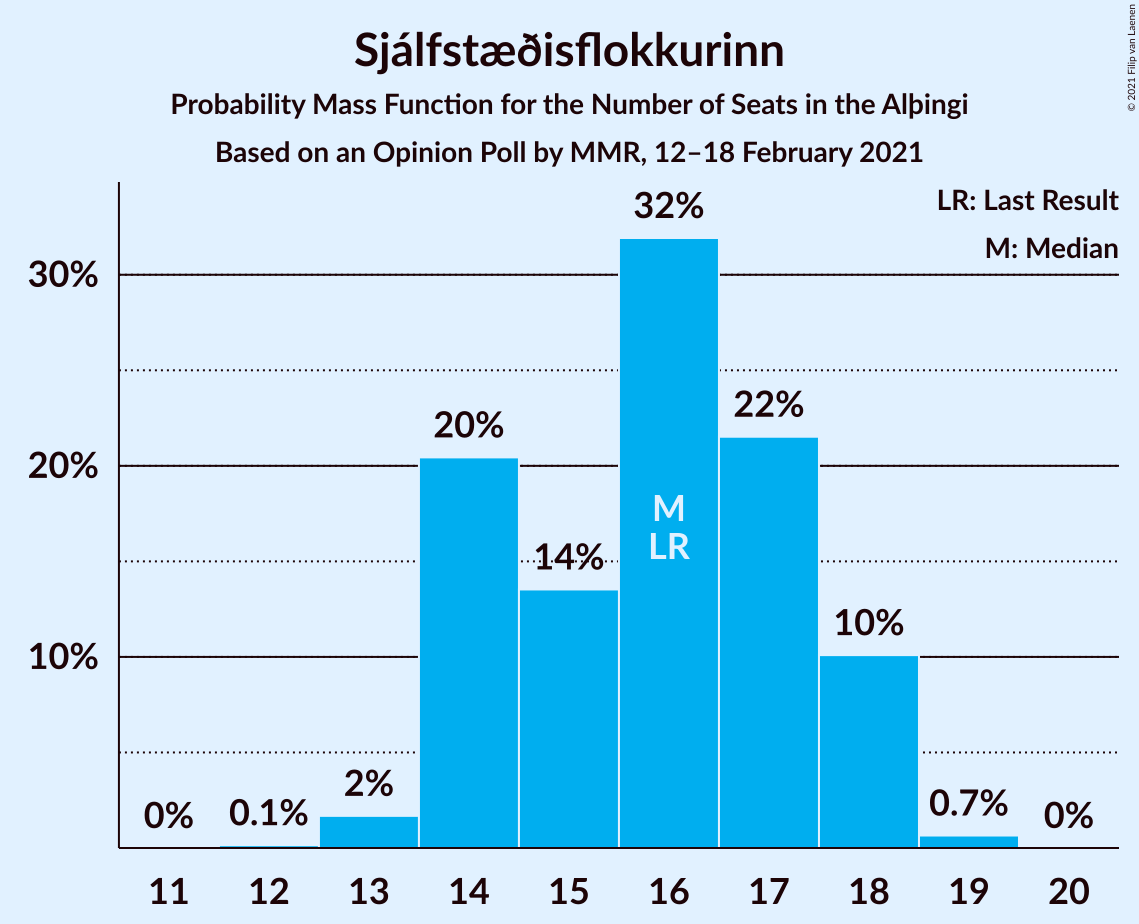 Sjálfstæðisflokkurinn
Probability Mass Function for the Number of Seats in the Alþingi
Based on an Opinion Poll by MMR, 12–18 February 2021
© 2021 Filip van Laenen
LR: Last Result
M: Median
30%
20%
10%
0%
0.1%
2%
20%
14%
32%
22%
10%
0.7%
0%
M
LR
11 12 13 14 15 16 17 18 19 20